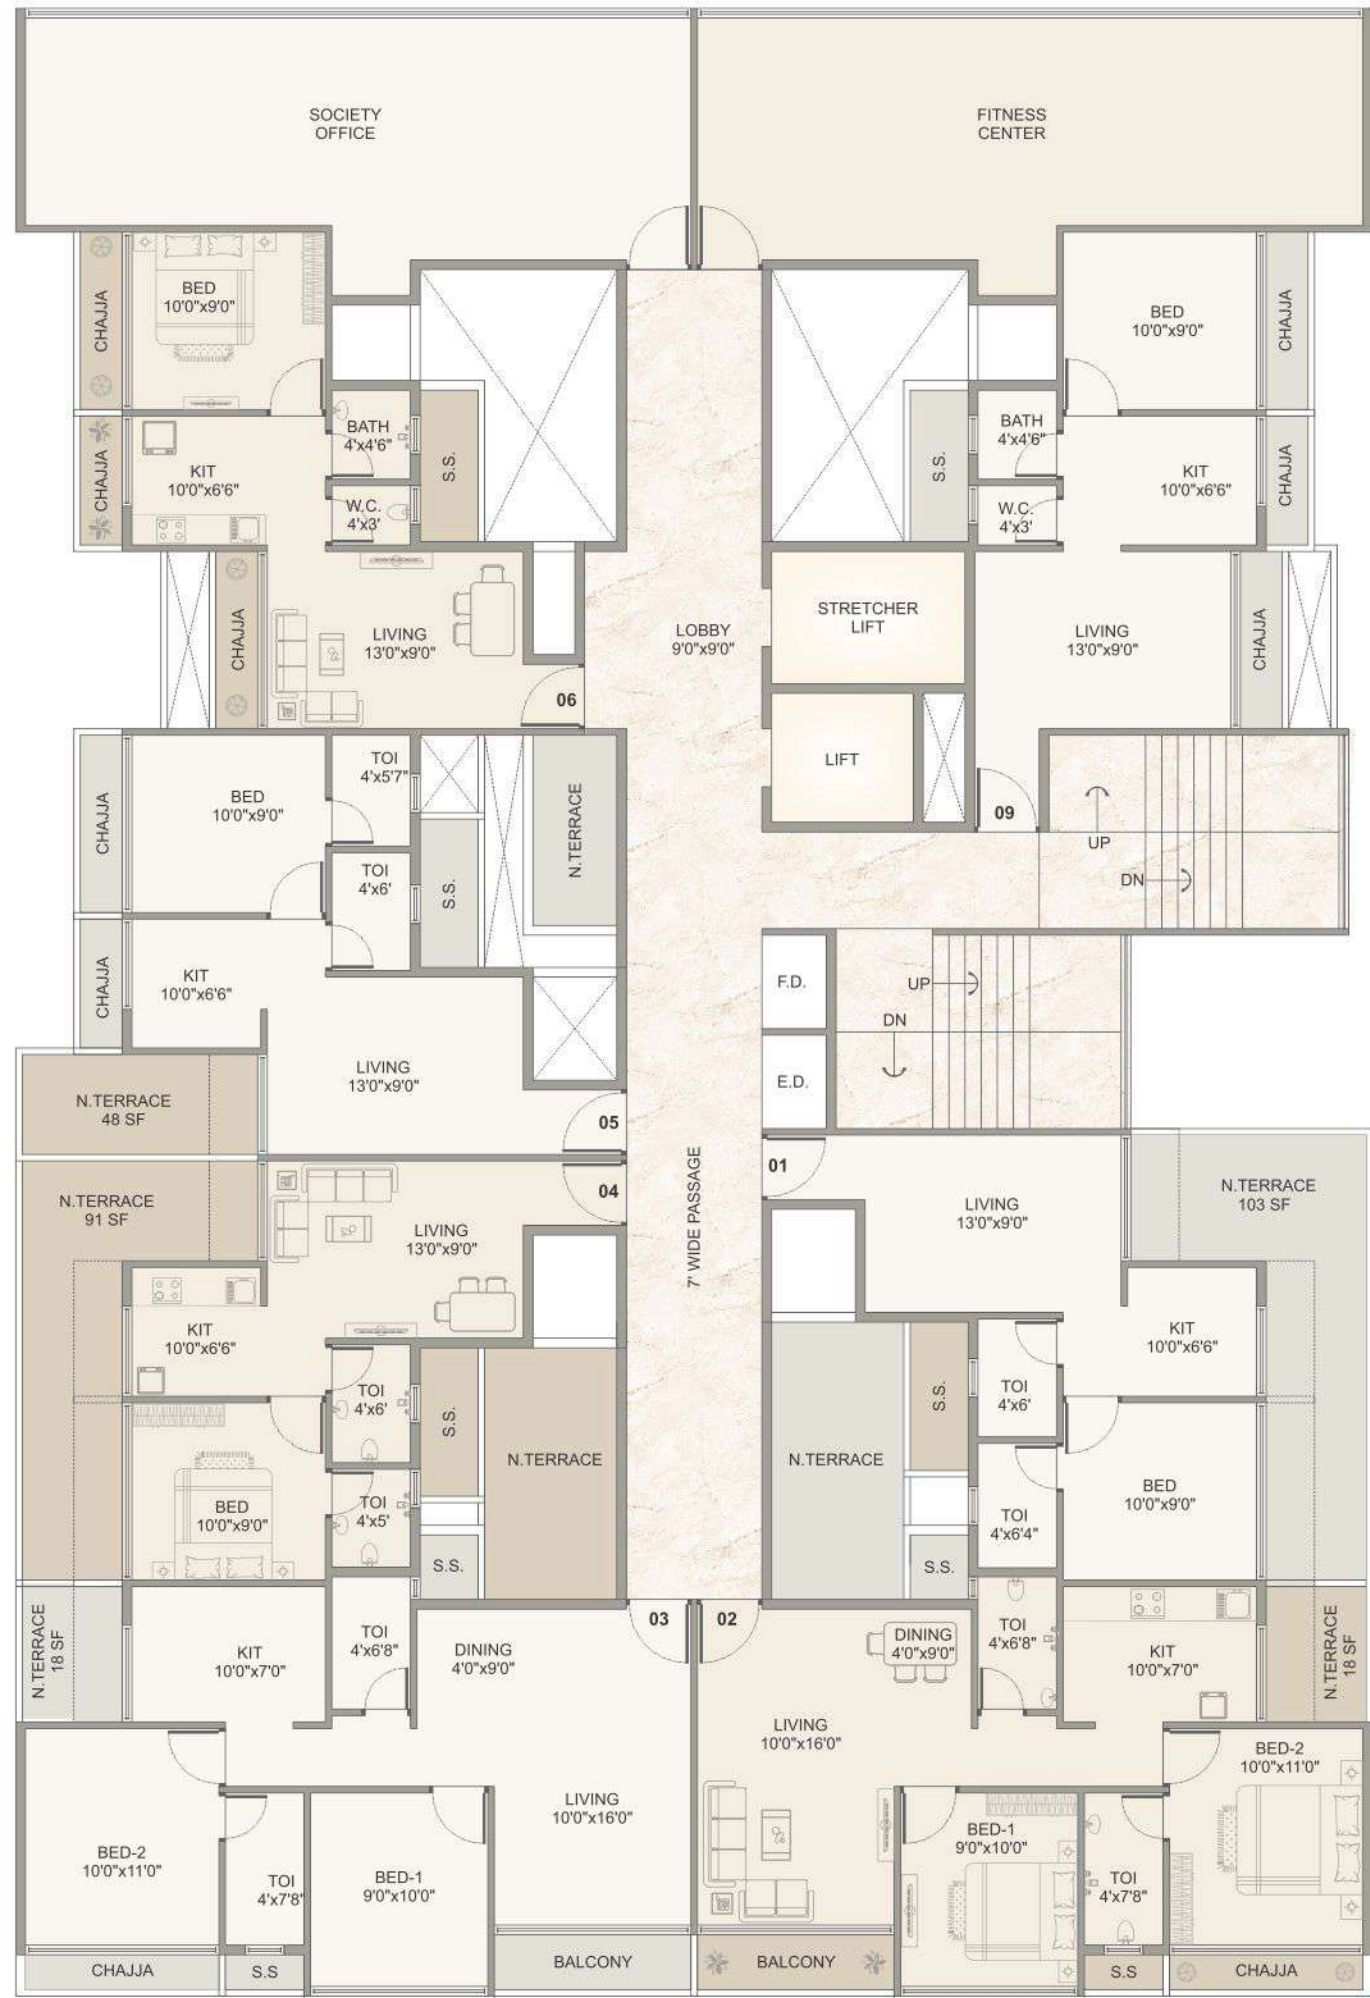 SOCIETY
OFFICE
FITNESS
CENTER
CHAJJA
BED
10'0"x9'0"
BED
10'0"x9'0"
CHAJJA
CHAJJA
KIT
10'0"x6'6"
BATH
4'x4'6"
W.C.
4'x3'
S.S.
S.S.
BATH
4'x4'6"
W.C.
4'x3'
KIT
10'0"x6'6"
CHAJJA
CHAJJA
LIVING
13'0"x9'0"
06
LOBBY
9'0"x9'0"
STRETCHER
LIFT
LIFT
LIVING
13'0"x9'0"
CHAJJA
09
CHAJJA
BED
10'0"x9'0"
TOI
4'x5'7"
TOI
4'x6'
S.S.
N.TERRACE
UP
DN
CHAJJA
KIT
10'0"x6'6"
F.D.
UP
DN
E.D.
LIVING
13'0"x9'0"
05
N.TERRACE
48 SF
N.TERRACE
91 SF
04
LIVING
13'0"x9'0"
7' WIDE PASSAGE
01
LIVING
13'0"x9'0"
N.TERRACE
103 SF
KIT
10'0"x6'6"
KIT
10'0"x6'6"
TOI
4'x6'
S.S.
N.TERRACE
N.TERRACE
S.S.
TOI
4'x6'
BED
10'0"x9'0"
TOI
4'x5'
S.S.
S.S.
TOI
4'x6'4"
BED
10'0"x9'0"
N.TERRACE
18 SF
KIT
10'0"x7'0"
TOI
4'x6'8"
DINING
4'0"x9'0"
03
02
DINING
4'0"x9'0"
TOI
4'x6'8"
KIT
10'0"x7'0"
N.TERRACE
18 SF
LIVING
10'0"x16'0"
LIVING
10'0"x16'0"
BED-2
10'0"x11'0"
BED-2
10'0"x11'0"
TOI
4'x7'8"
BED-1
9'0"x10'0"
BED-1
9'0"x10'0"
TOI
4'x7'8"
CHAJJA
S.S
BALCONY
BALCONY
S.S
CHAJJA